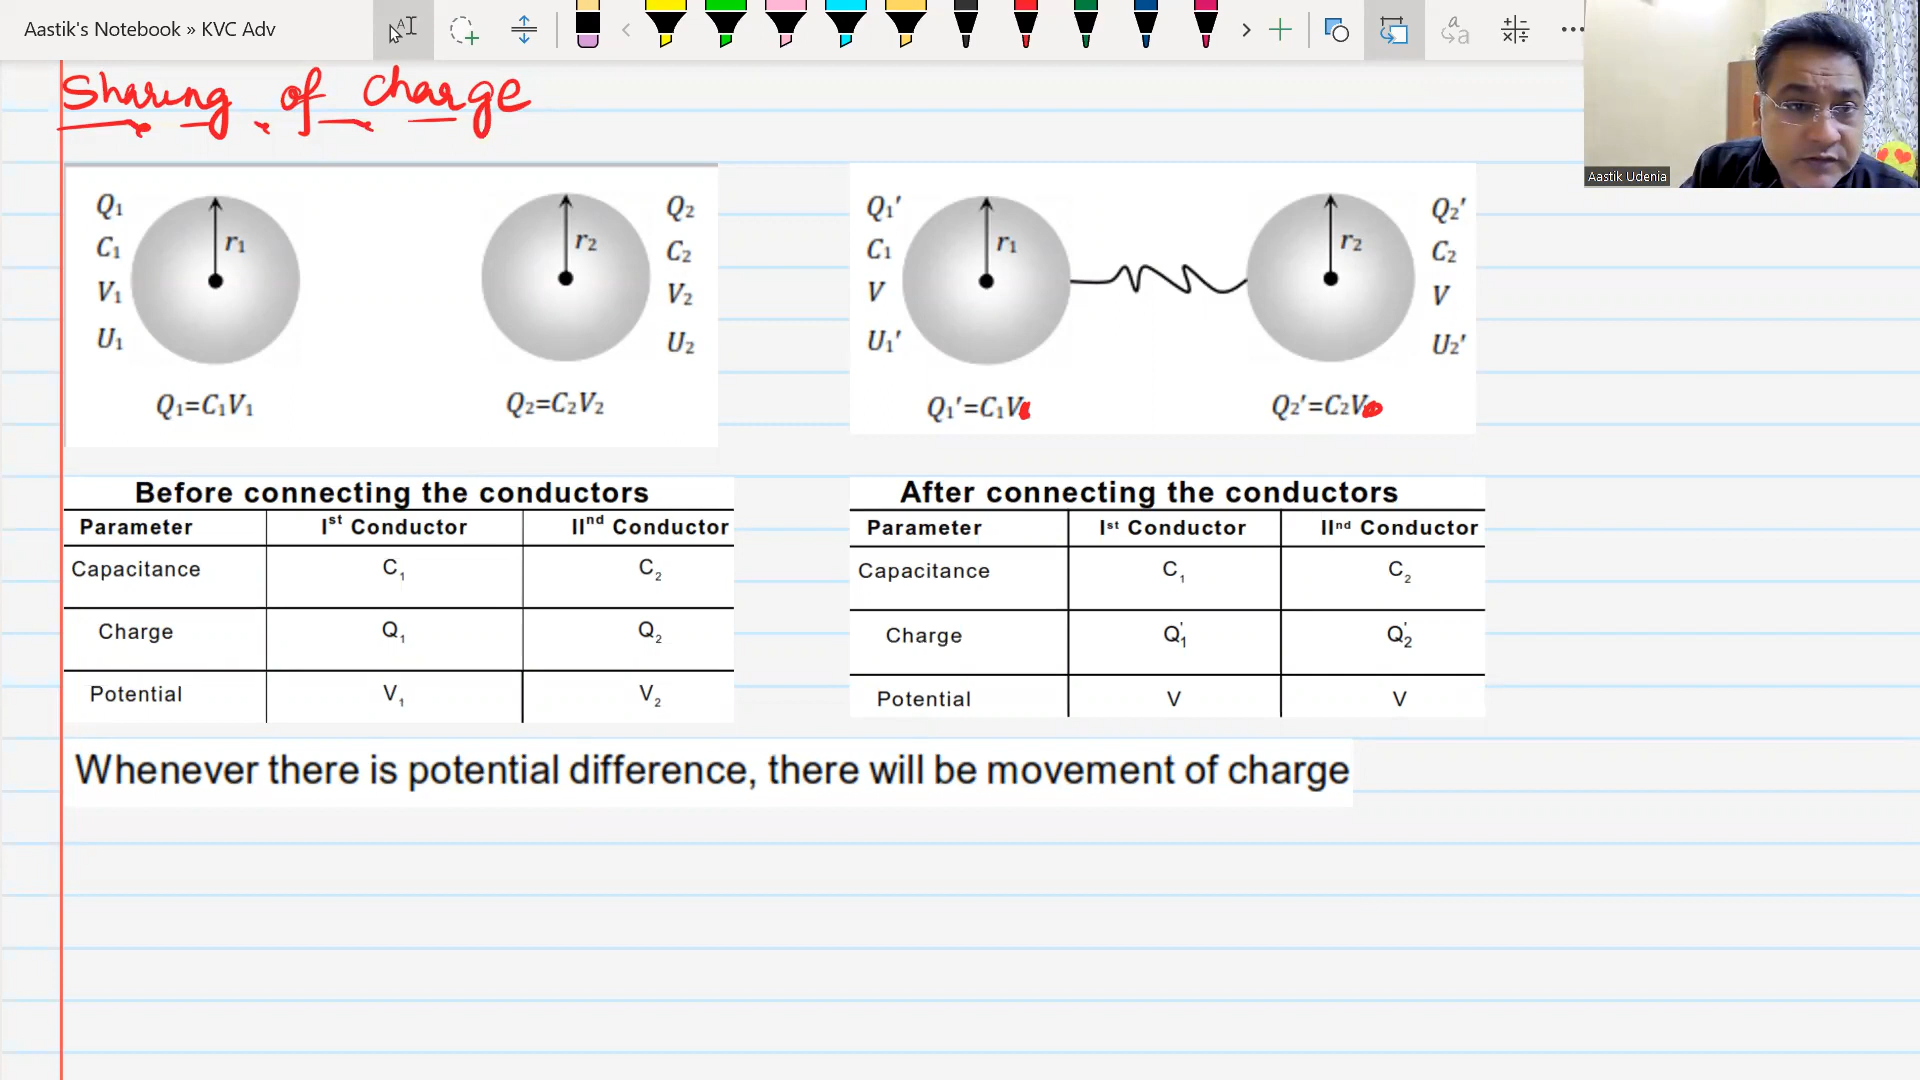 Aastik's Notebook » KVC Adv
Sharing of Charge
Aastik Udenia
Q₁
C₁
V₁
U₁
r₁
r₂
Q₂
C₂
V₂
U₂
Q₁=C₁V₁
Q₂=C₂V₂
Q₁′
C₁
V
U₁′
r₁
r₂
Q₂′
C₂
V
U₂′
Q₁′=C₁V
Q₂′=C₂V
Before connecting the conductors
Parameter Iˢᵗ Conductor IIⁿᵈ Conductor
Capacitance C₁ C₂
Charge Q₁ Q₂
Potential V₁ V₂
After connecting the conductors
Parameter Iˢᵗ Conductor IIⁿᵈ Conductor
Capacitance C₁ C₂
Charge Q₁' Q₂'
Potential V V
Whenever there is potential difference, there will be movement of charge